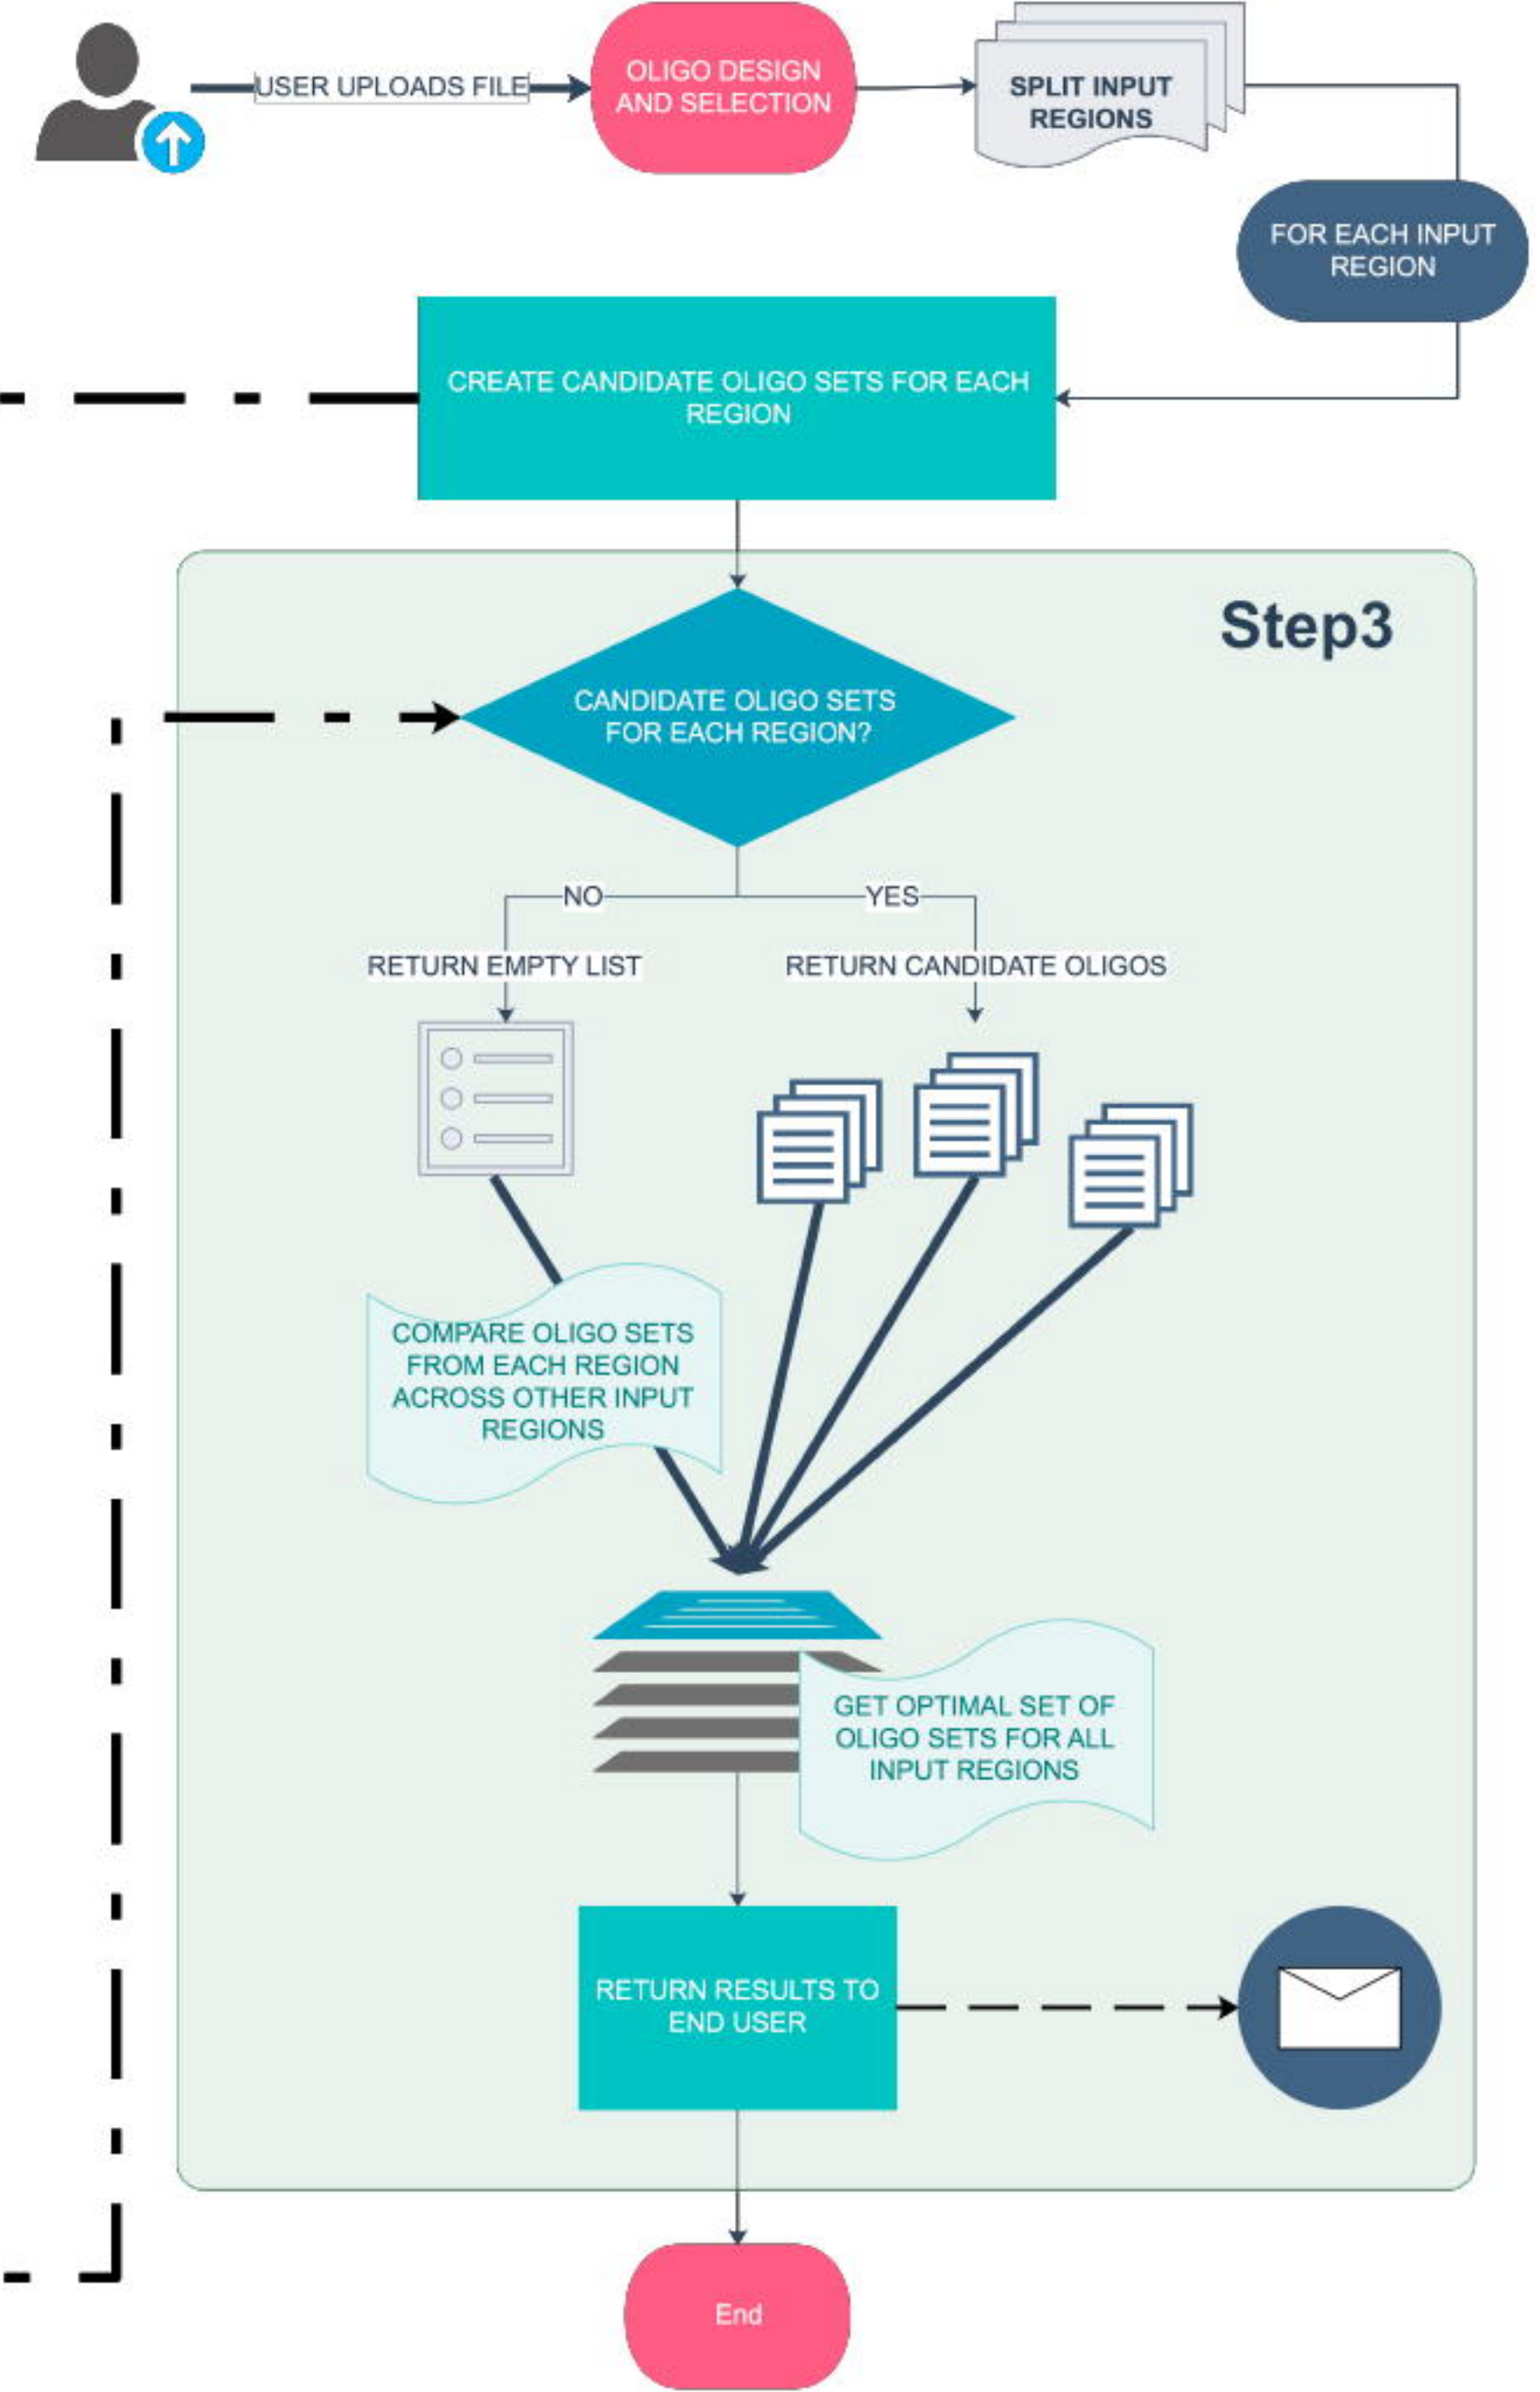 USER UPLOADS FILE
OLIGO DESIGN
AND SELECTION
SPLIT INPUT
REGIONS
FOR EACH INPUT
REGION
CREATE CANDIDATE OLIGO SETS FOR EACH
REGION
Step3
CANDIDATE OLIGO SETS
FOR EACH REGION?
NO
YES
RETURN EMPTY LIST
RETURN CANDIDATE OLIGOS
COMPARE OLIGO SETS
FROM EACH REGION
ACROSS OTHER INPUT
REGIONS
GET OPTIMAL SET OF
OLIGO SETS FOR ALL
INPUT REGIONS
RETURN RESULTS TO
END USER
End